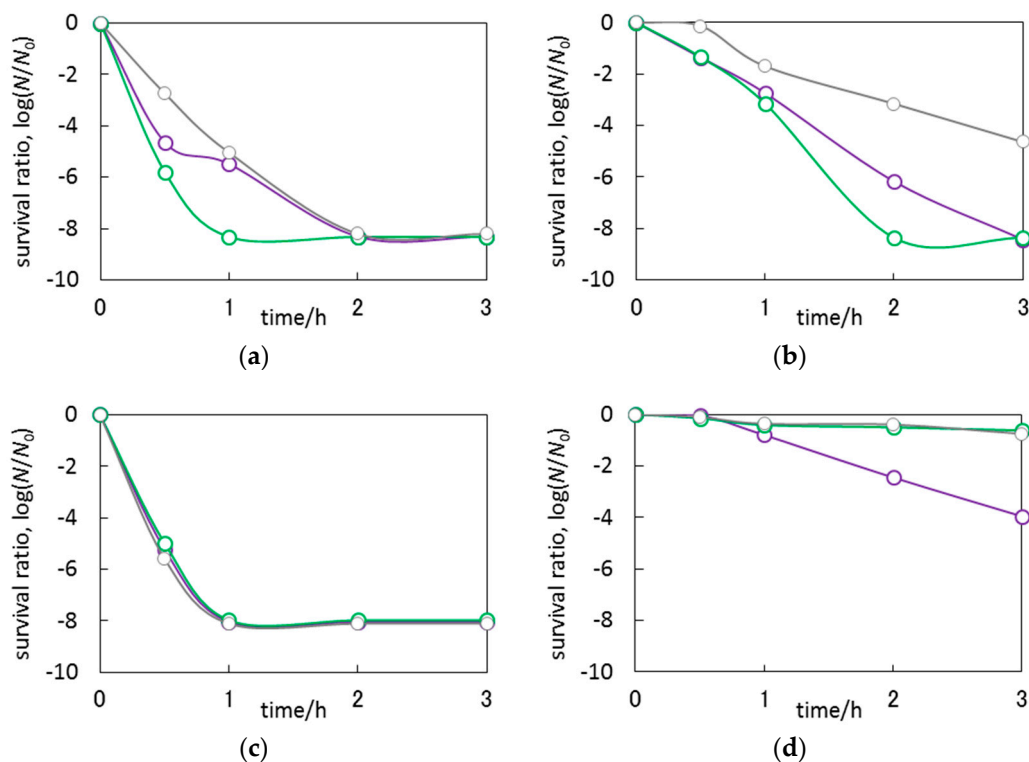 0
-2
-4
-6
-8
-10
survival ratio, log(N/N₀)
0 1 2 3
time/h
(a)
0
-2
-4
-6
-8
-10
survival ratio, log(N/N₀)
0 1 2 3
time/h
(b)
0
-2
-4
-6
-8
-10
survival ratio, log(N/N₀)
0 1 2 3
time/h
(c)
0
-2
-4
-6
-8
-10
survival ratio, log(N/N₀)
0 1 2 3
time/h
(d)